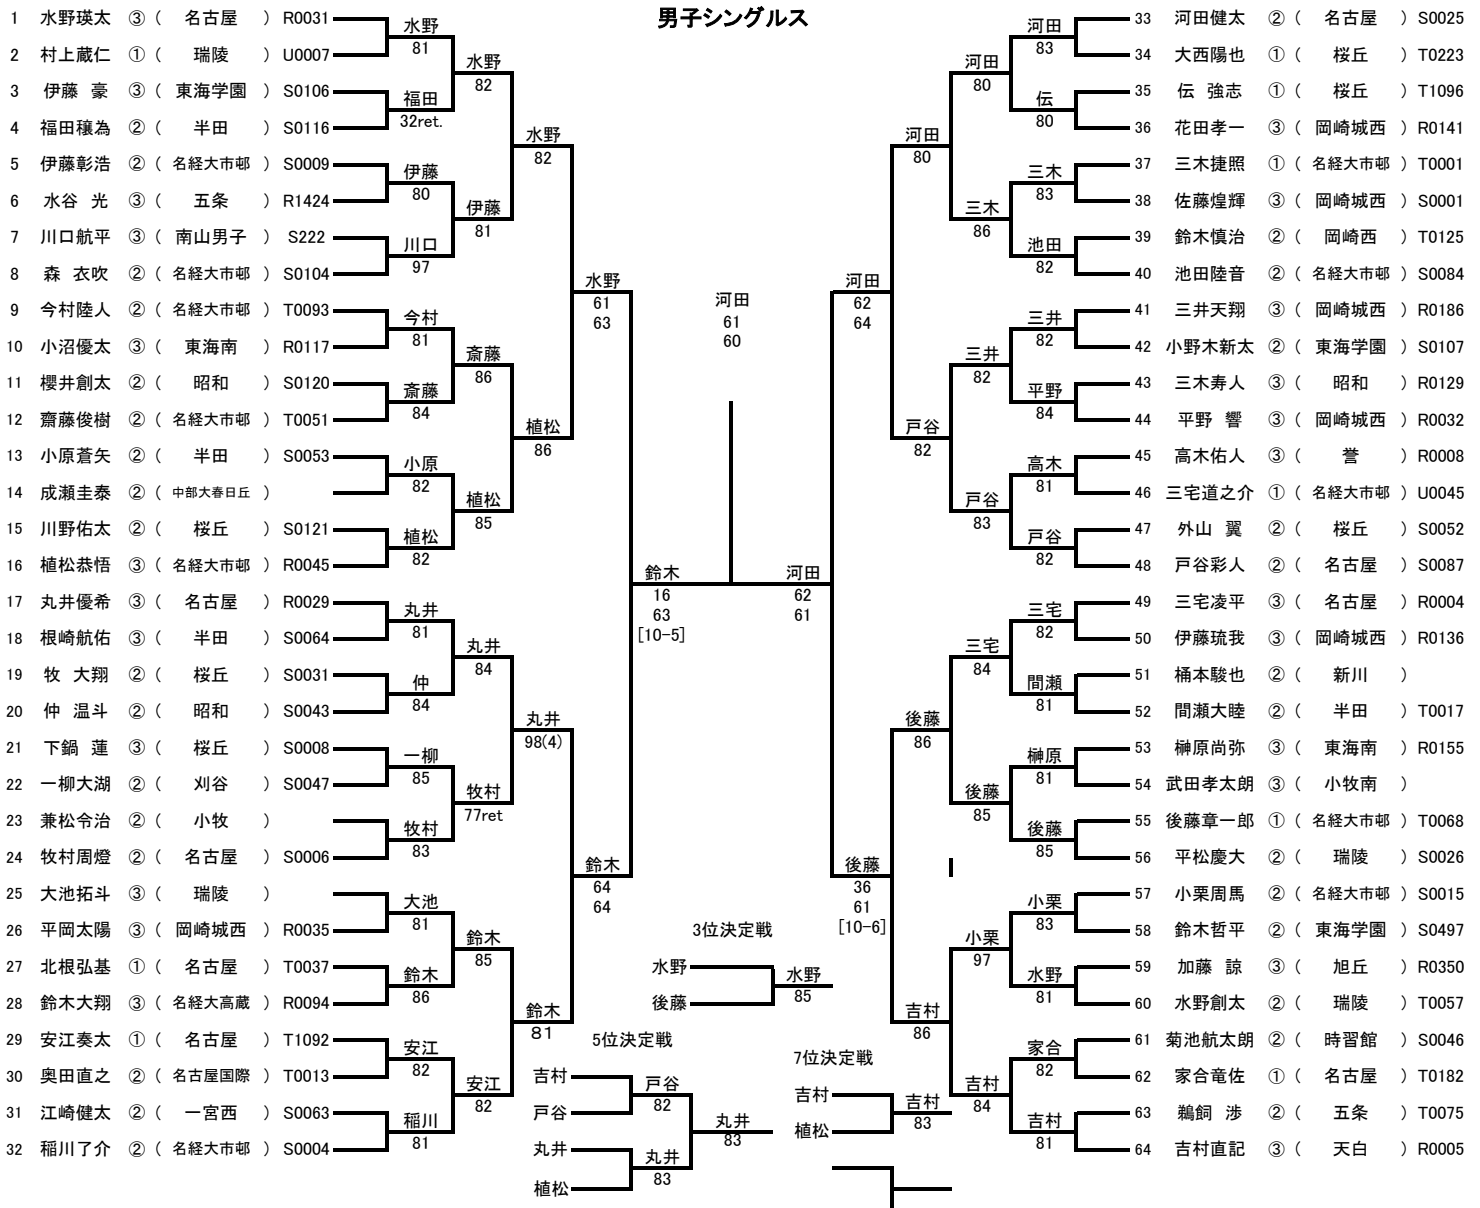 男子シングルス
1 水野瑛太 ③ ( 名古屋 ) R0031
2 村上蔵仁 ① ( 瑞陵 ) U0007
3 伊藤 豪 ③ ( 東海学園 ) S0106
4 福田穣為 ② ( 半田 ) S0116
5 伊藤彰浩 ② ( 名経大市邨 ) S0009
6 水谷 光 ③ ( 五条 ) R1424
7 川口航平 ③ ( 南山男子 ) S222
8 森 衣吹 ② ( 名経大市邨 ) S0104
9 今村陸人 ② ( 名経大市邨 ) T0093
10 小沼優太 ③ ( 東海南 ) R0117
11 櫻井創太 ② ( 昭和 ) S0120
12 齋藤俊樹 ② ( 名経大市邨 ) T0051
13 小原蒼矢 ② ( 半田 ) S0053
14 成瀬圭泰 ② ( 中部大春日丘 )
15 川野佑太 ② ( 桜丘 ) S0121
16 植松恭悟 ③ ( 名経大市邨 ) R0045
17 丸井優希 ③ ( 名古屋 ) R0029
18 根崎航佑 ③ ( 半田 ) S0064
19 牧 大翔 ② ( 桜丘 ) S0031
20 仲 温斗 ② ( 昭和 ) S0043
21 下鍋 蓮 ③ ( 桜丘 ) S0008
22 一柳大湖 ② ( 刈谷 ) S0047
23 兼松令治 ② ( 小牧 )
24 牧村周燈 ② ( 名古屋 ) S0006
25 大池拓斗 ③ ( 瑞陵 )
26 平岡太陽 ③ ( 岡崎城西 ) R0035
27 北根弘基 ① ( 名古屋 ) T0037
28 鈴木大翔 ③ ( 名経大高蔵 ) R0094
29 安江奏太 ① ( 名古屋 ) T1092
30 奥田直之 ② ( 名古屋国際 ) T0013
31 江崎健太 ② ( 一宮西 ) S0063
32 稲川了介 ② ( 名経大市邨 ) S0004
水野
81
福田
32ret.
伊藤
80
川口
97
今村
81
斎藤
84
小原
82
植松
82
丸井
81
仲
84
一柳
85
牧村
83
大池
81
鈴木
86
安江
82
稲川
81
水野
82
伊藤
81
斎藤
86
植松
85
丸井
84
牧村
77ret
鈴木
85
安江
82
水野
82
植松
86
丸井
98(4)
鈴木
81
水野
61
63
鈴木
64
64
鈴木
16
63
[10-5]
河田
61
60
河田
62
61
河田
62
64
後藤
36
61
[10-6]
河田
80
戸谷
82
後藤
86
吉村
86
河田
80
三木
86
三井
82
戸谷
83
三宅
84
後藤
85
小栗
97
吉村
84
河田
83
伝
80
三木
83
池田
82
三井
82
平野
84
高木
81
戸谷
82
三宅
82
間瀬
81
榊原
81
後藤
85
小栗
83
水野
81
家合
82
吉村
81
33 河田健太 ② ( 名古屋 ) S0025
34 大西陽也 ① ( 桜丘 ) T0223
35 伝 強志 ① ( 桜丘 ) T1096
36 花田孝一 ③ ( 岡崎城西 ) R0141
37 三木捷照 ① ( 名経大市邨 ) T0001
38 佐藤煌輝 ③ ( 岡崎城西 ) S0001
39 鈴木慎治 ② ( 岡崎西 ) T0125
40 池田陸音 ② ( 名経大市邨 ) S0084
41 三井天翔 ③ ( 岡崎城西 ) R0186
42 小野木新太 ② ( 東海学園 ) S0107
43 三木寿人 ③ ( 昭和 ) R0129
44 平野 響 ③ ( 岡崎城西 ) R0032
45 高木佑人 ③ ( 誉 ) R0008
46 三宅道之介 ① ( 名経大市邨 ) U0045
47 外山 翼 ② ( 桜丘 ) S0052
48 戸谷彩人 ② ( 名古屋 ) S0087
49 三宅凌平 ③ ( 名古屋 ) R0004
50 伊藤琉我 ③ ( 岡崎城西 ) R0136
51 桶本駿也 ② ( 新川 )
52 間瀬大睦 ② ( 半田 ) T0017
53 榊原尚弥 ③ ( 東海南 ) R0155
54 武田孝太朗 ③ ( 小牧南 )
55 後藤章一郎 ① ( 名経大市邨 ) T0068
56 平松慶大 ② ( 瑞陵 ) S0026
57 小栗周馬 ② ( 名経大市邨 ) S0015
58 鈴木哲平 ② ( 東海学園 ) S0497
59 加藤 諒 ③ ( 旭丘 ) R0350
60 水野創太 ② ( 瑞陵 ) T0057
61 菊池航太朗 ② ( 時習館 ) S0046
62 家合竜佐 ① ( 名古屋 ) T0182
63 鵜飼 渉 ② ( 五条 ) T0075
64 吉村直記 ③ ( 天白 ) R0005
3位決定戦
水野
後藤
水野
85
5位決定戦
吉村
戸谷
丸井
植松
戸谷
82
丸井
83
丸井
83
7位決定戦
吉村
植松
吉村
83